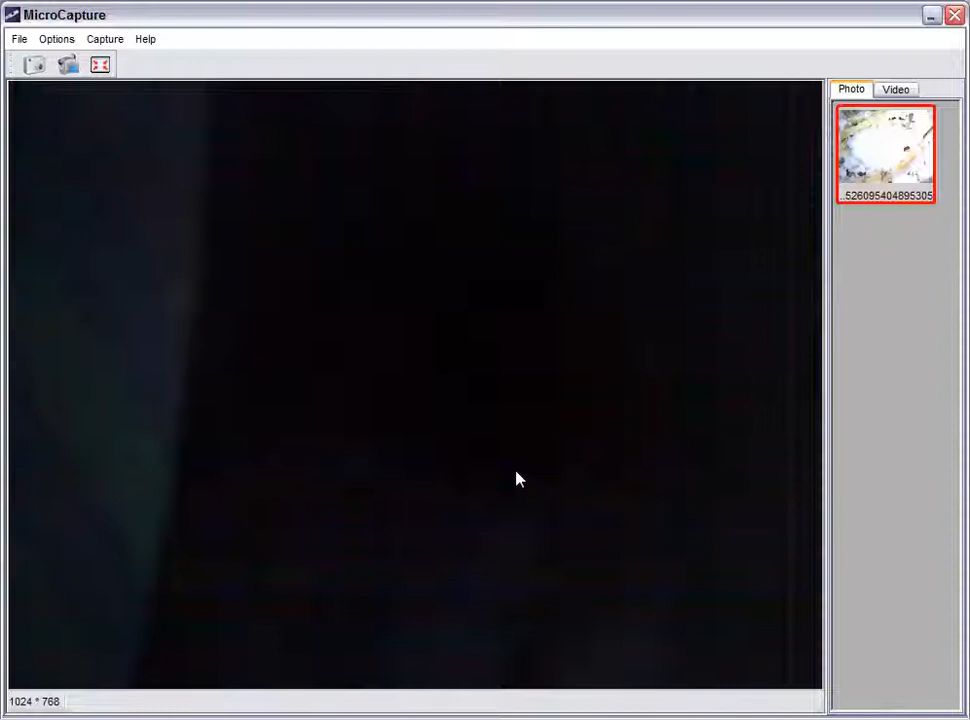 MicroCapture
File Options Capture Help
Photo Video
..526095404895305
1024 * 768